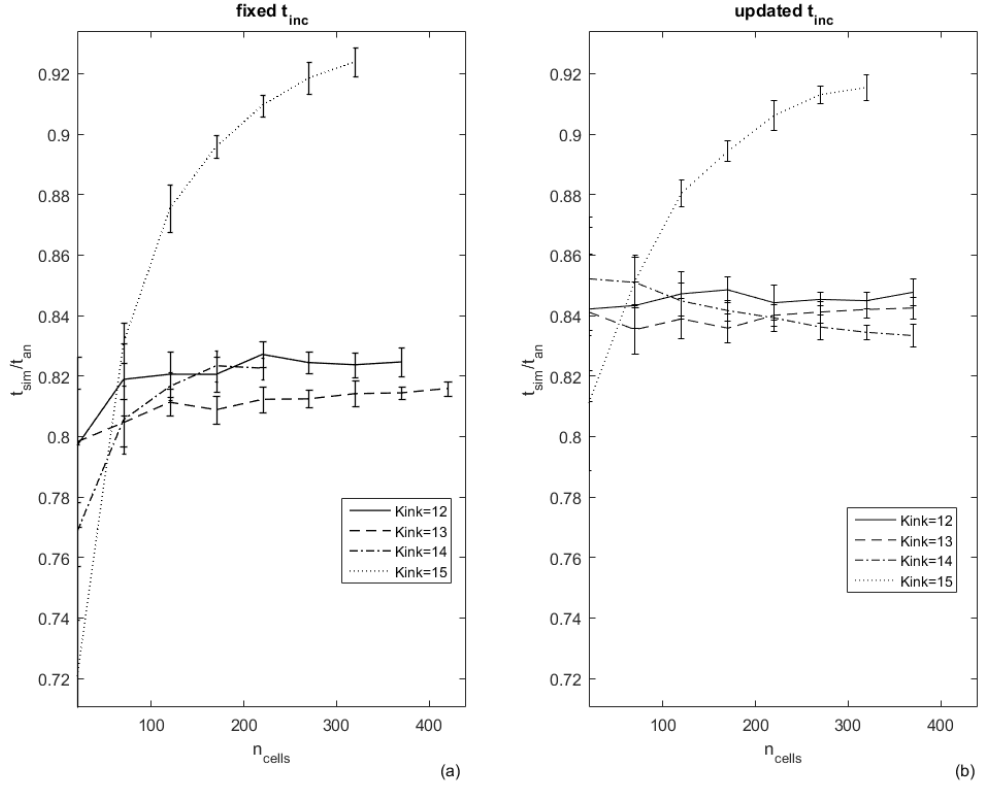 fixed t_inc
t_sim/t_an
0.92
0.9
0.88
0.86
0.84
0.82
0.8
0.78
0.76
0.74
0.72
100
200
300
400
n_cells
Kink=12
Kink=13
Kink=14
Kink=15
(a)
updated t_inc
t_sim/t_an
0.92
0.9
0.88
0.86
0.84
0.82
0.8
0.78
0.76
0.74
0.72
100
200
300
400
n_cells
Kink=12
Kink=13
Kink=14
Kink=15
(b)